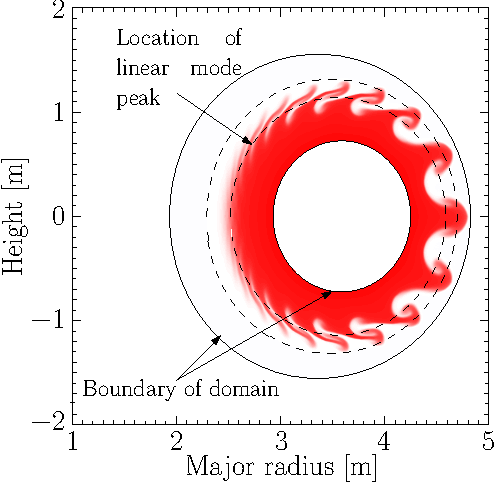 2
Location of
linear mode
peak
1
Height [m]
0
−1
Boundary of domain
−2
1 2 3 4 5
Major radius [m]